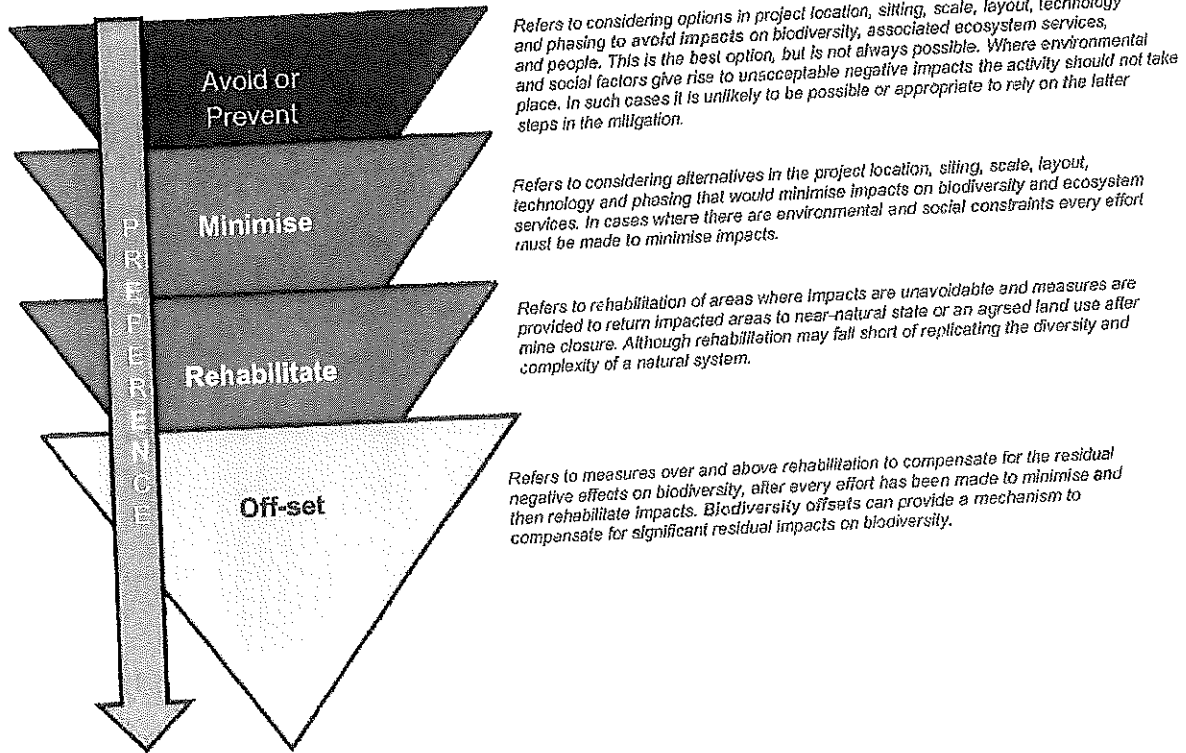 Refers to considering options in project location, sitting, scale, layout, technology
and phasing to avoid impacts on biodiversity, associated ecosystem services,
and people. This is the best option, but is not always possible. Where environmental
and social factors give rise to unacceptable negative impacts the activity should not take
place. In such cases it is unlikely to be possible or appropriate to rely on the latter
steps in the mitigation.
Avoid or
Prevent
Refers to considering alternatives in the project location, siting, scale, layout,
technology and phasing that would minimise impacts on biodiversity and ecosystem
services. In cases where there are environmental and social constraints every effort
must be made to minimise impacts.
Minimise
Refers to rehabilitation of areas where impacts are unavoidable and measures are
provided to return impacted areas to near-natural state or an agreed land use after
mine closure. Although rehabilitation may fall short of replicating the diversity and
complexity of a natural system.
Rehabilitate
Refers to measures over and above rehabilitation to compensate for the residual
negative effects on biodiversity, after every effort has been made to minimise and
then rehabilitate impacts. Biodiversity offsets can provide a mechanism to
compensate for significant residual impacts on biodiversity.
Off-set
PREFERENCE